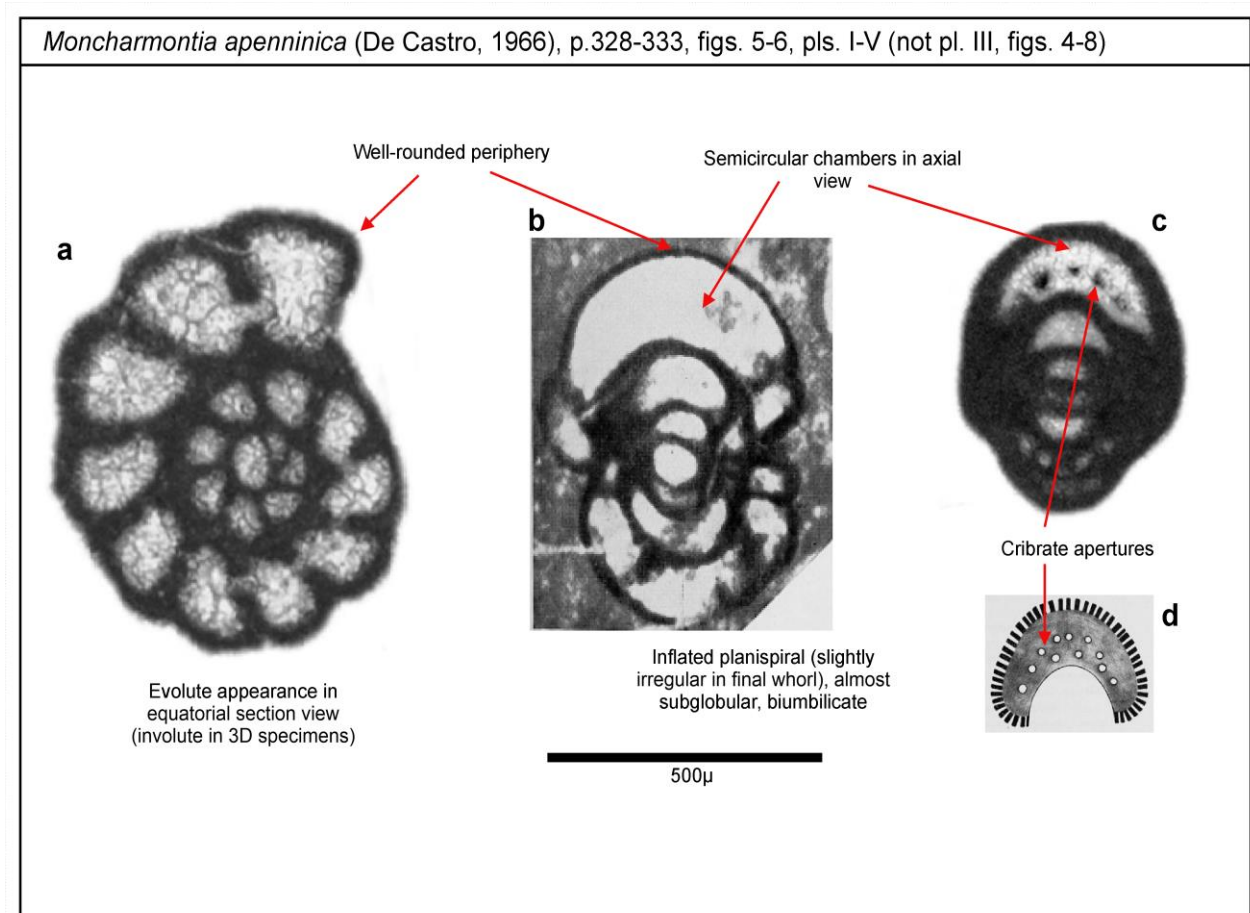 Moncharmontia apenninica (De Castro, 1966), p.328-333, figs. 5-6, pls. I-V (not pl. III, figs. 4-8)
Well-rounded periphery
Semicircular chambers in axial
view
a
b
c
Cribrate apertures
d
Evolute appearance in
equatorial section view
(involute in 3D specimens)
Inflated planispiral (slightly
irregular in final whorl), almost
subglobular, biumbilicate
500µ